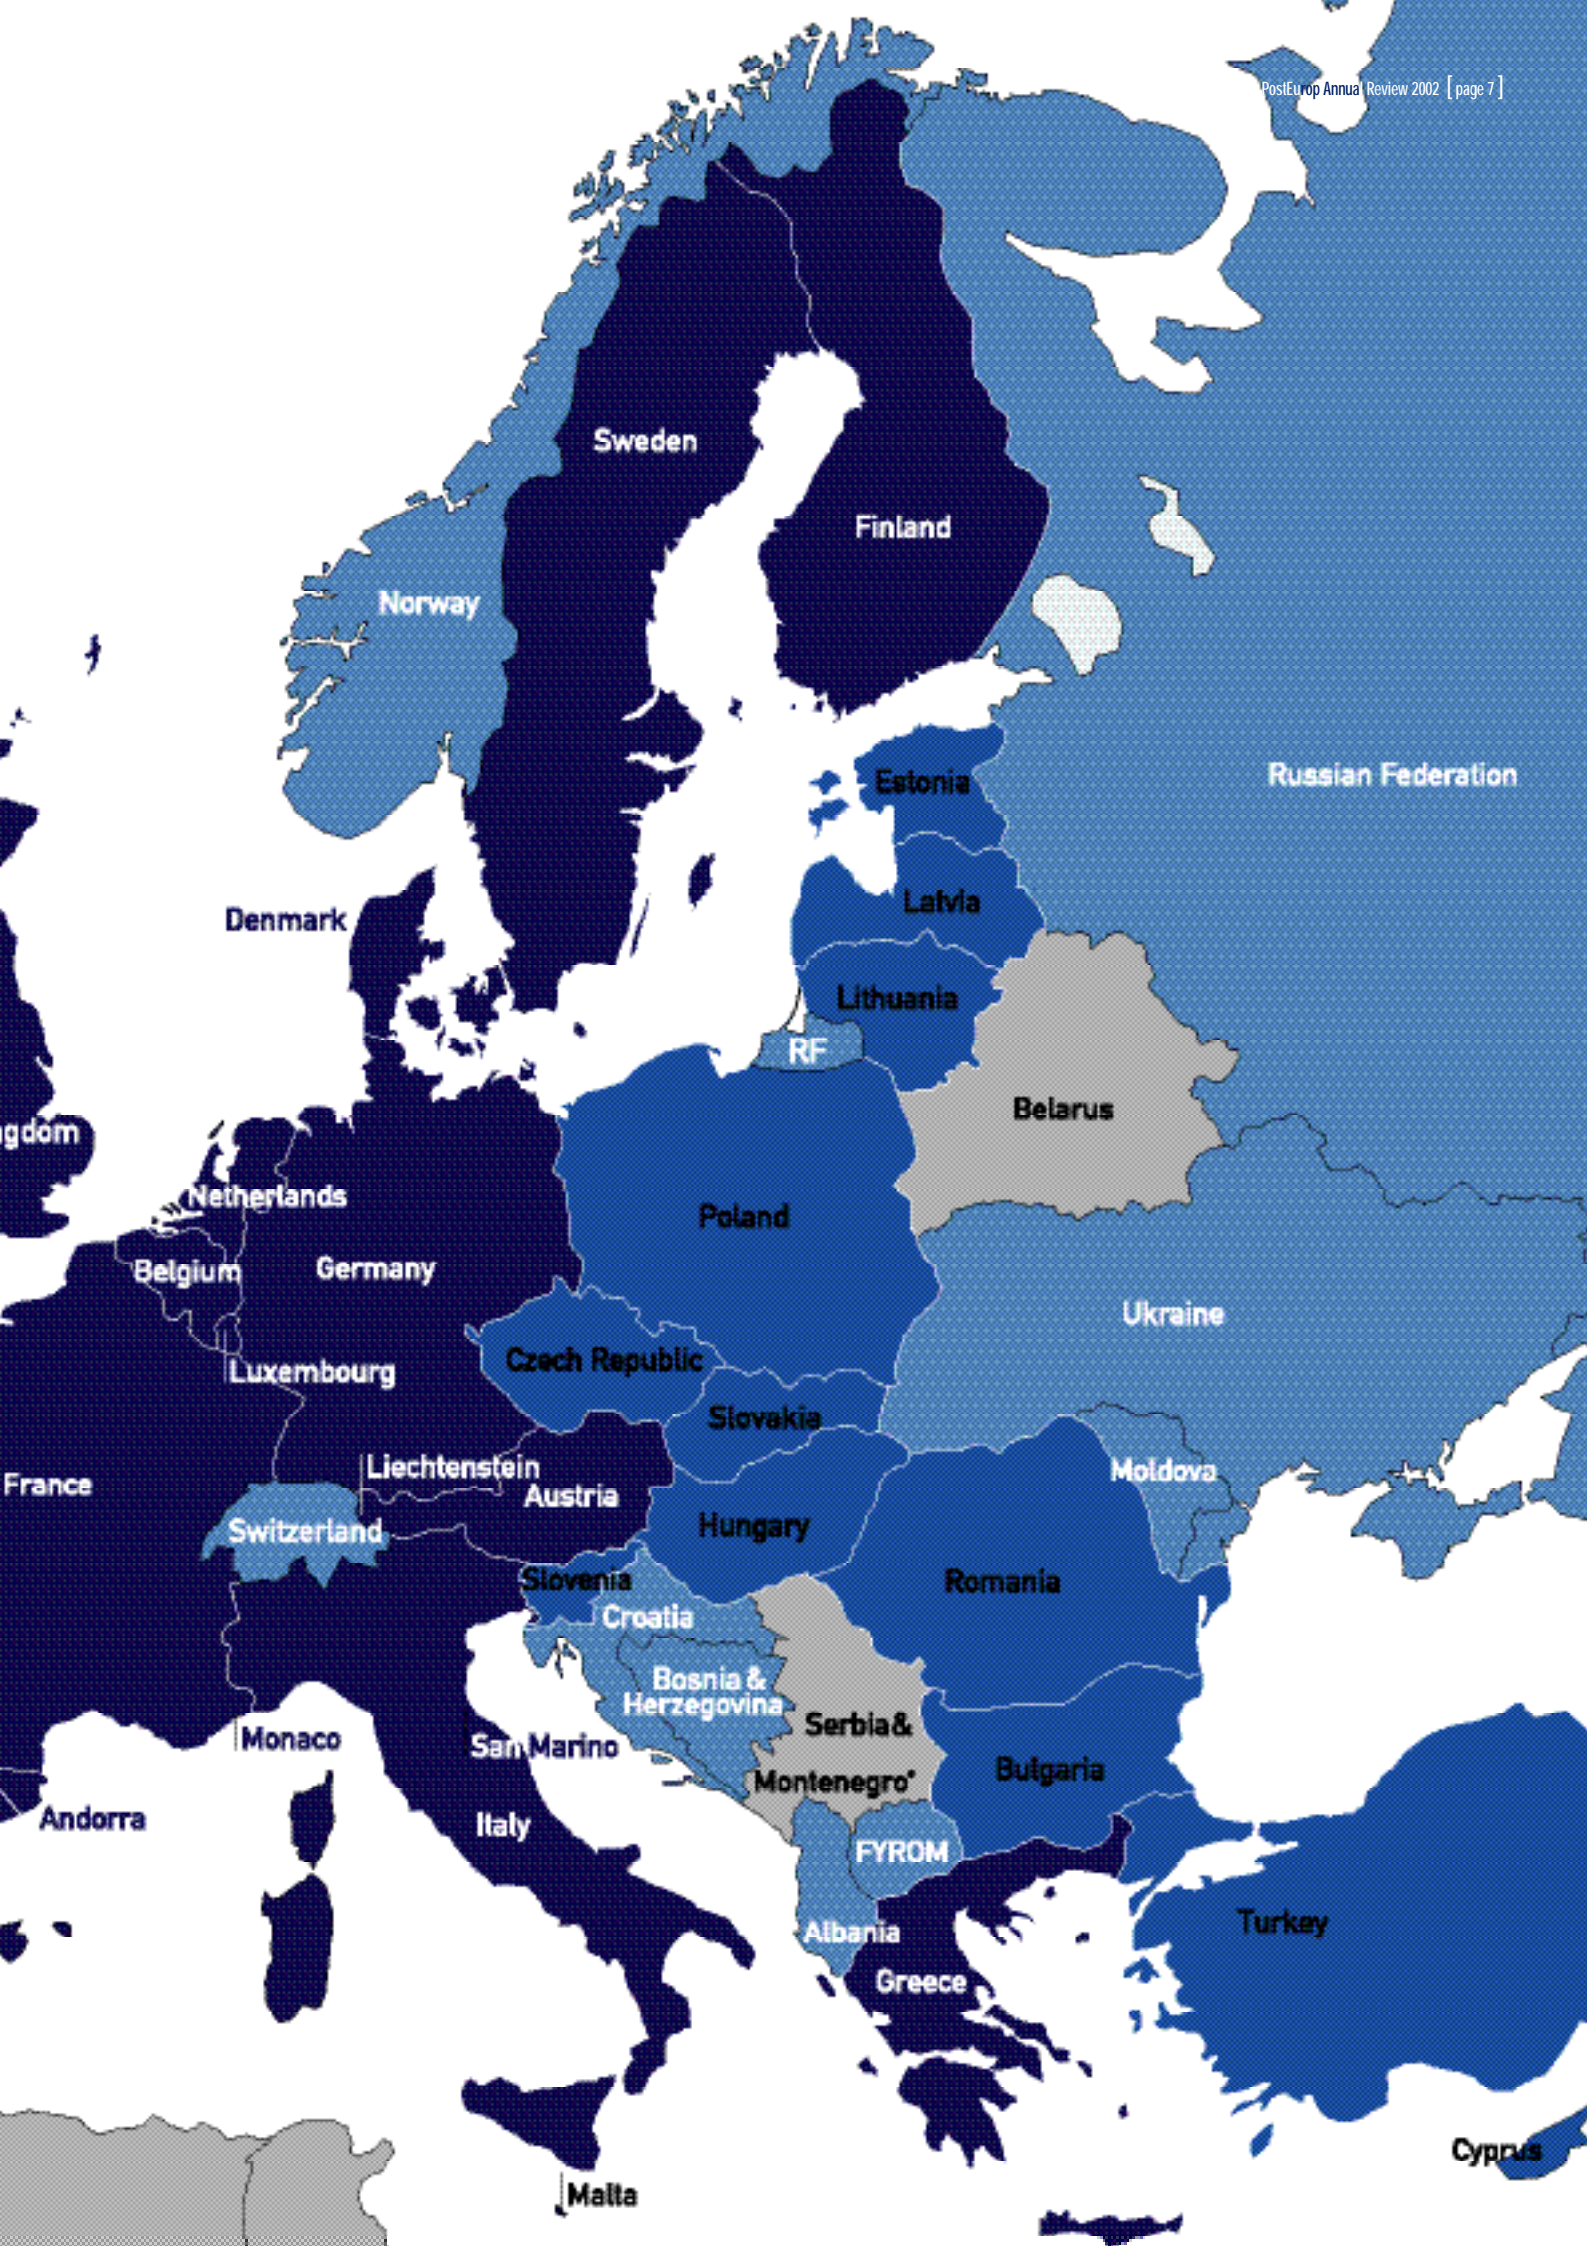 PostEurop Annual Review 2002 [ page 7 ]
Sweden
Finland
Norway
Russian Federation
Estonia
Latvia
Denmark
Lithuania
RF
Belarus
gdom
Netherlands
Poland
Belgium
Germany
Ukraine
Czech Republic
Luxembourg
Slovakia
Liechtenstein
Moldova
France
Austria
Switzerland
Hungary
Slovenia
Romania
Croatia
Bosnia &
Herzegovina
Serbia &
Montenegro*
Monaco
San Marino
Bulgaria
Andorra
Italy
FYROM
Turkey
Albania
Greece
Cyprus
Malta